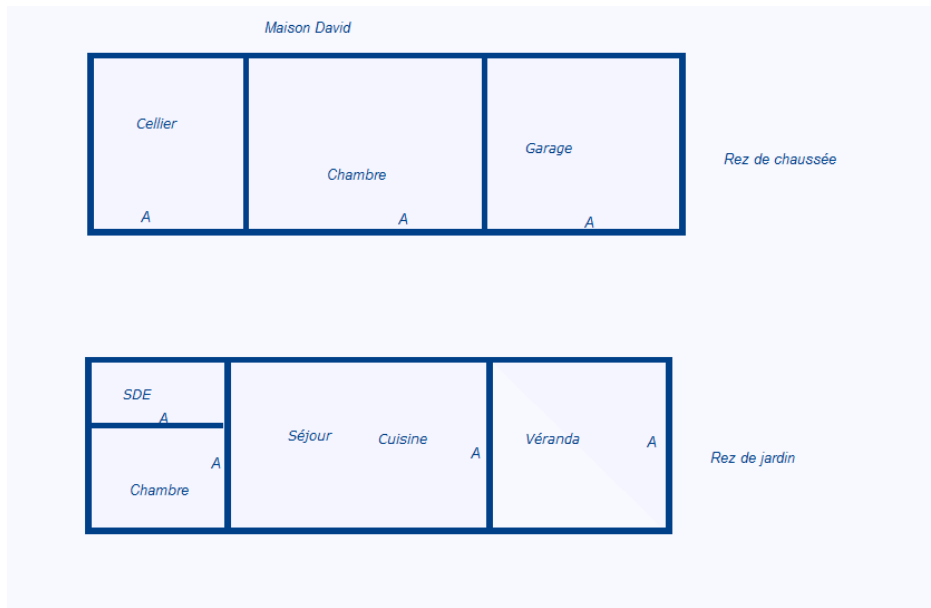 Maison David
Cellier
Garage
Rez de chaussée
Chambre
A
A
A
SDE
A
Séjour
Cuisine
Véranda
A
A
Rez de jardin
A
Chambre